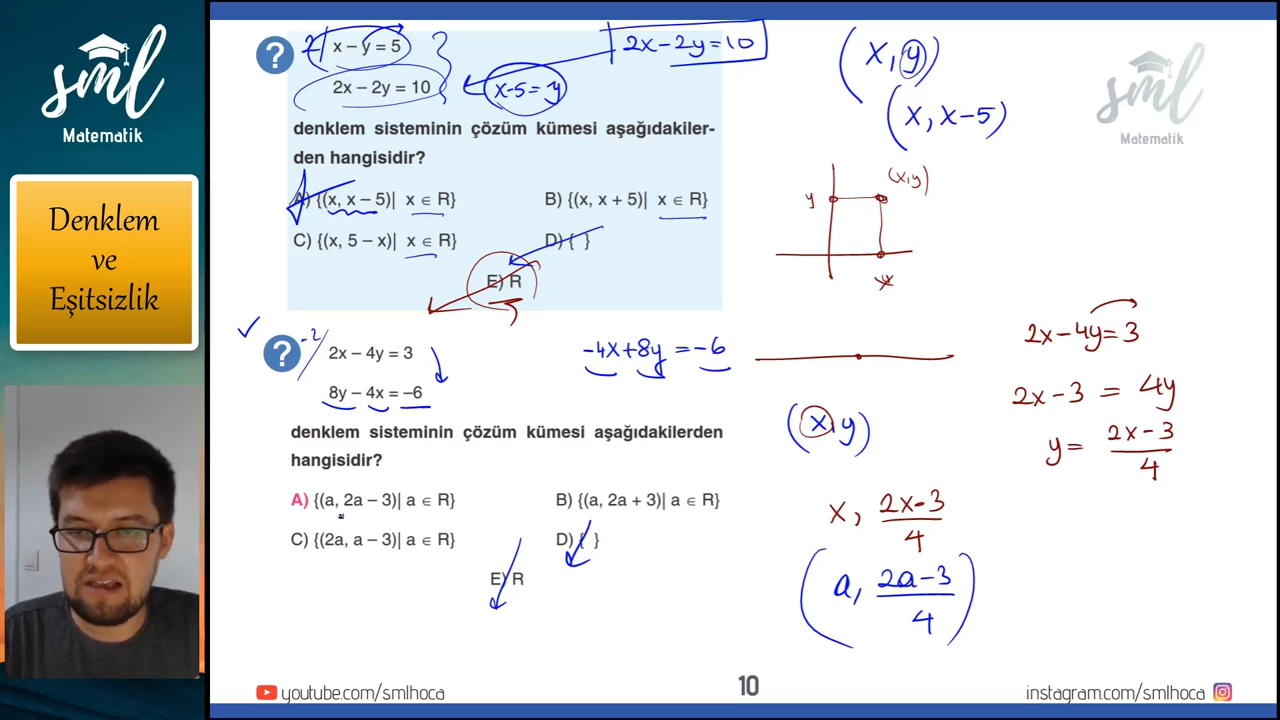 sml
Matematik
Denklem
ve
Eşitsizlik
2/ x – y = 5
2x – 2y = 10
2x – 2y = 10
x – 5 = y
denklem sisteminin çözüm kümesi aşağıdakiler-
den hangisidir?
A) {(x, x – 5)| x ∈ R}
B) {(x, x + 5)| x ∈ R}
C) {(x, 5 – x)| x ∈ R}
D) { }
E) R
(x, y)
(x, x – 5)
sml
Matematik
y
(x,y)
x
-2/ 2x – 4y = 3
8y – 4x = –6
-4x + 8y = -6
denklem sisteminin çözüm kümesi aşağıdakilerden
hangisidir?
A) {(a, 2a – 3)| a ∈ R}
B) {(a, 2a + 3)| a ∈ R}
C) {(2a, a – 3)| a ∈ R}
D) { }
E) R
(x, y)
x, 2x-3
4
(a, 2a-3
4)
2x – 4y = 3
2x – 3 = 4y
y = 2x – 3
4
youtube.com/smlhoca
10
instagram.com/smlhoca